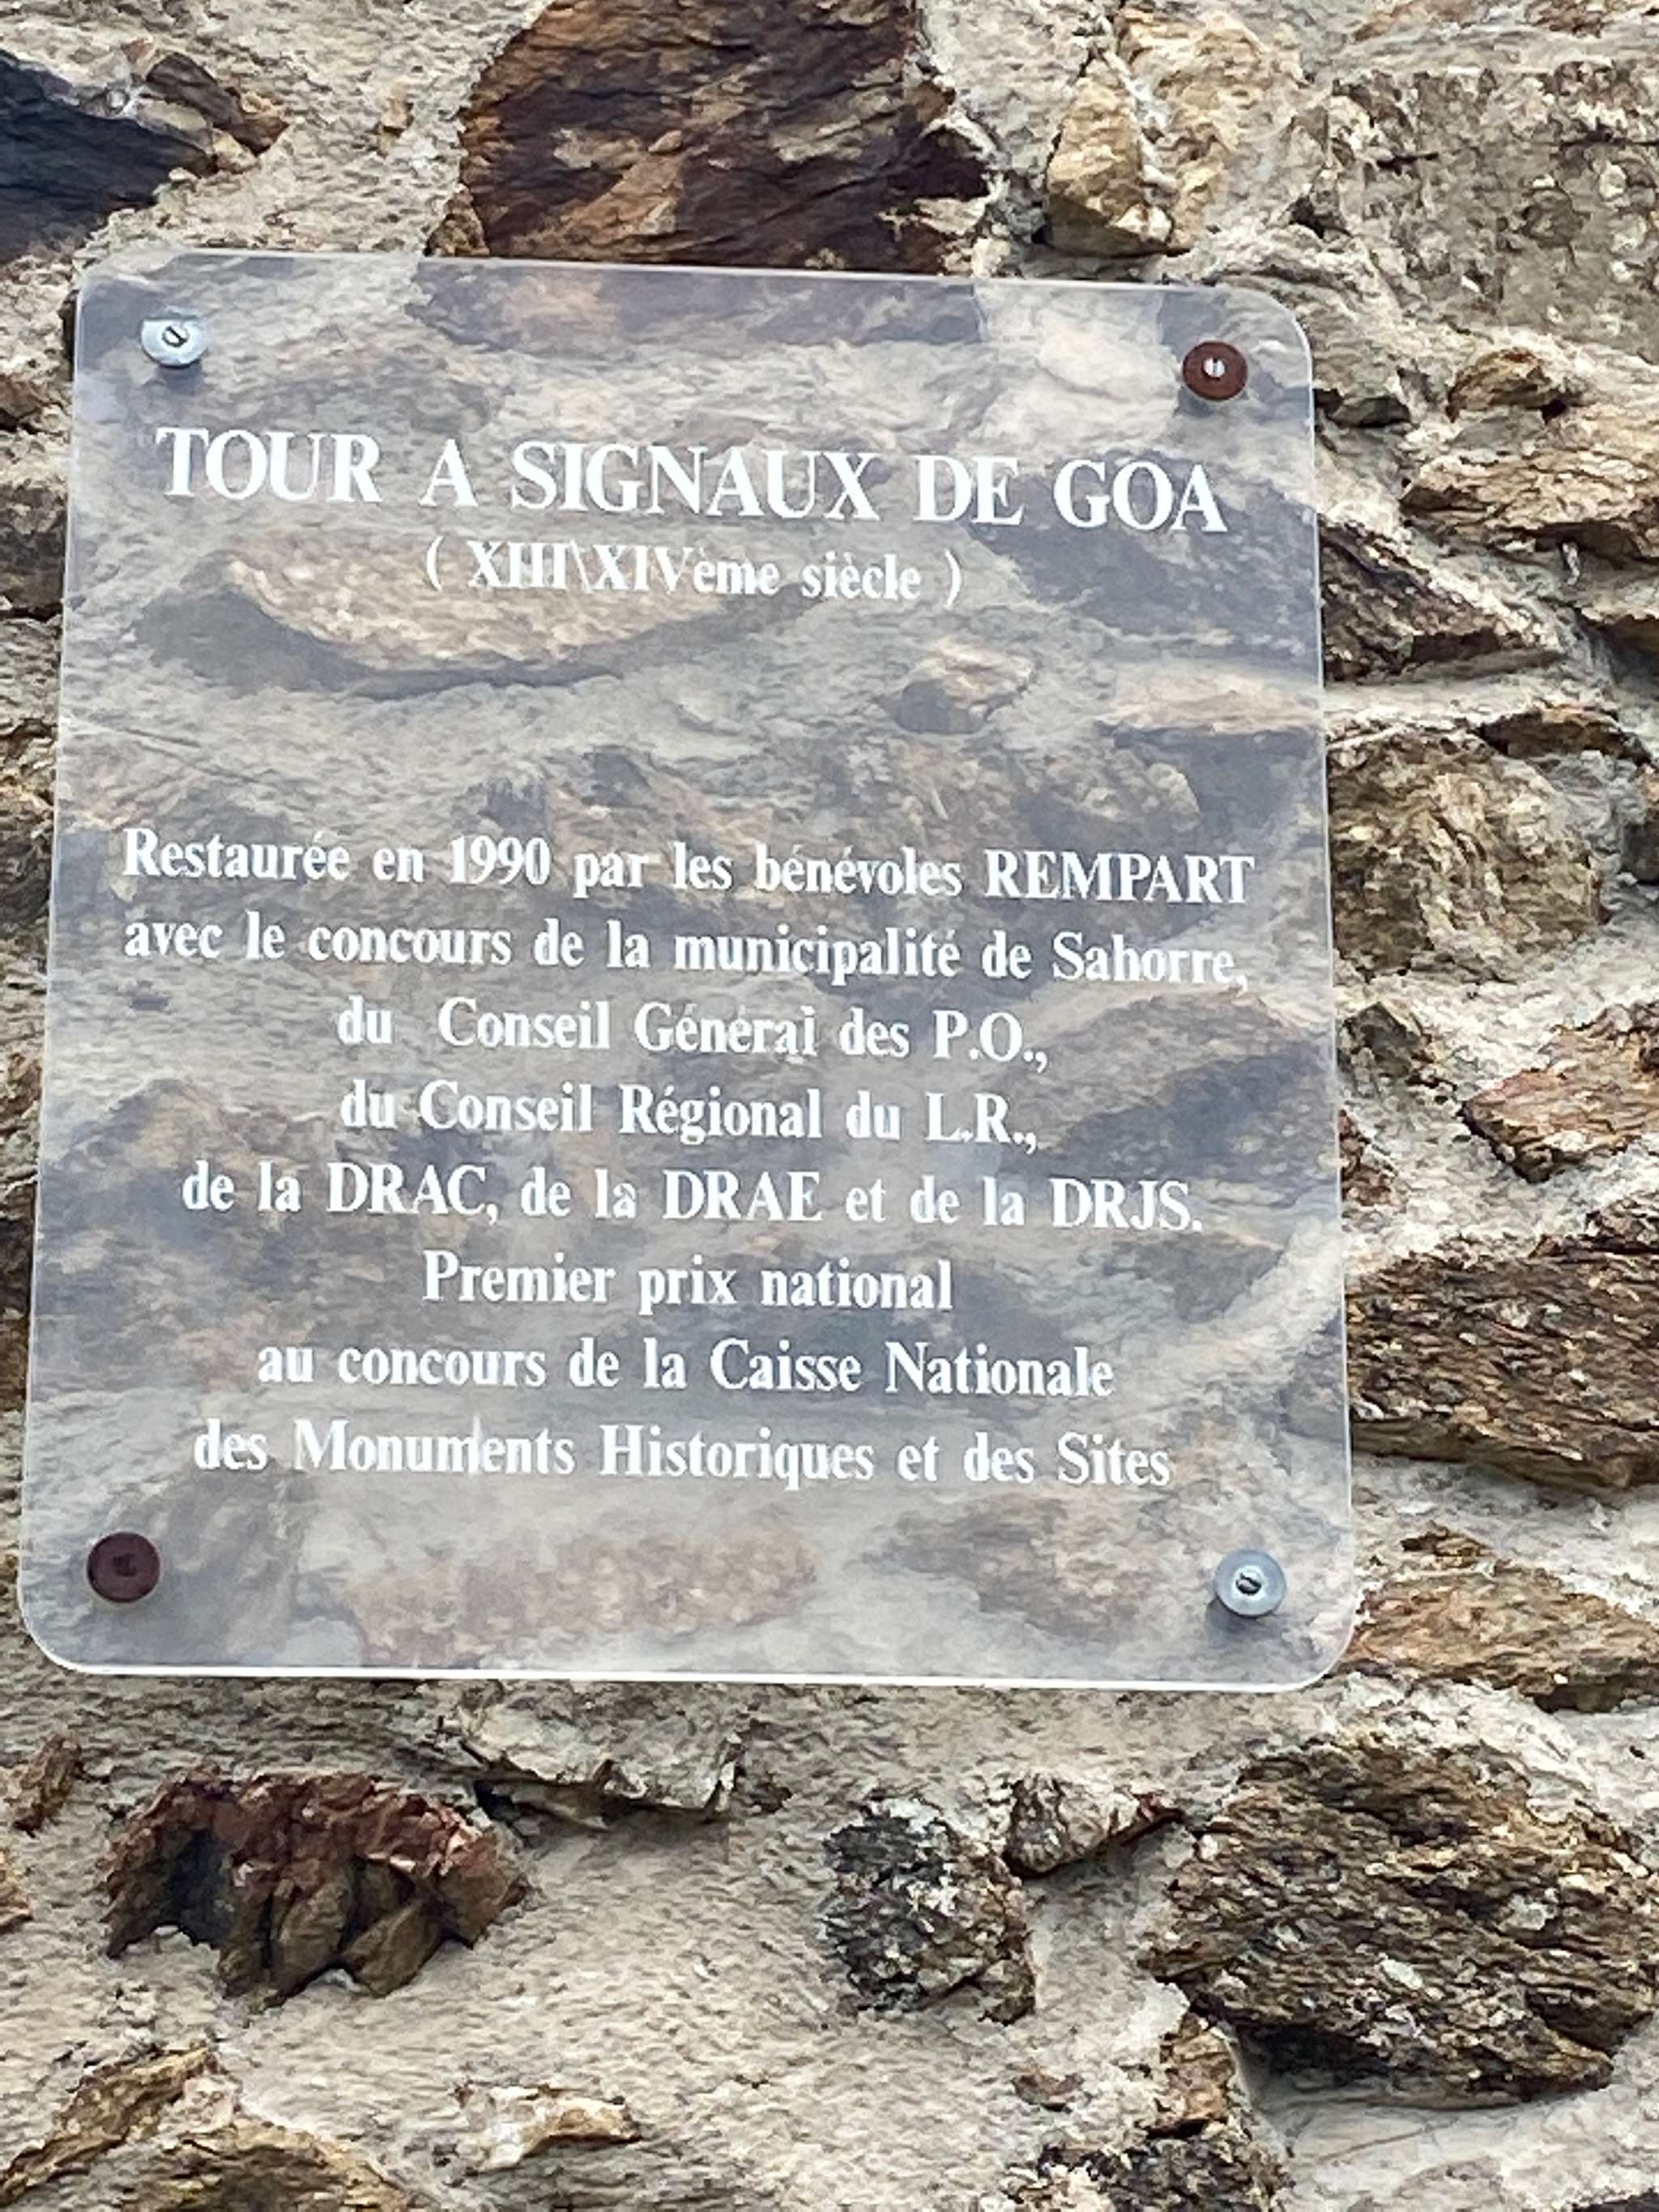 TOUR A SIGNAUX DE GOA
( XIII\XIVème siècle )
Restaurée en 1990 par les bénévoles REMPART
avec le concours de la municipalité de Sahorre,
du Conseil Général des P.O.,
du Conseil Régional du L.R.,
de la DRAC, de la DRAE et de la DRJS.
Premier prix national
au concours de la Caisse Nationale
des Monuments Historiques et des Sites